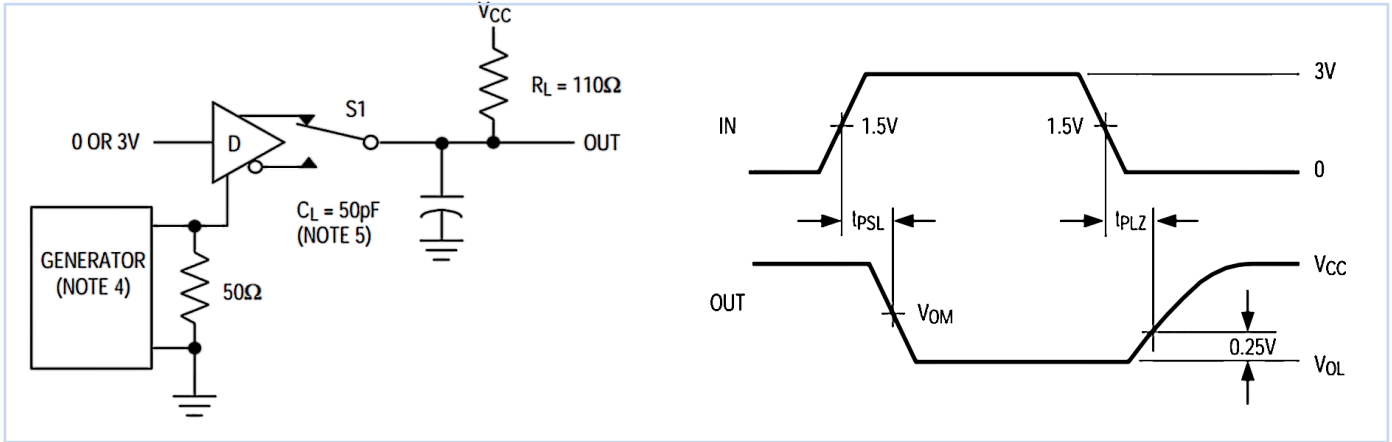 VCC
RL = 110Ω
S1
0 OR 3V
D
OUT
CL = 50pF
(NOTE 5)
GENERATOR
(NOTE 4)
50Ω
3V
IN
1.5V
1.5V
0
tPSL
tPLZ
VCC
OUT
VOM
0.25V
VOL